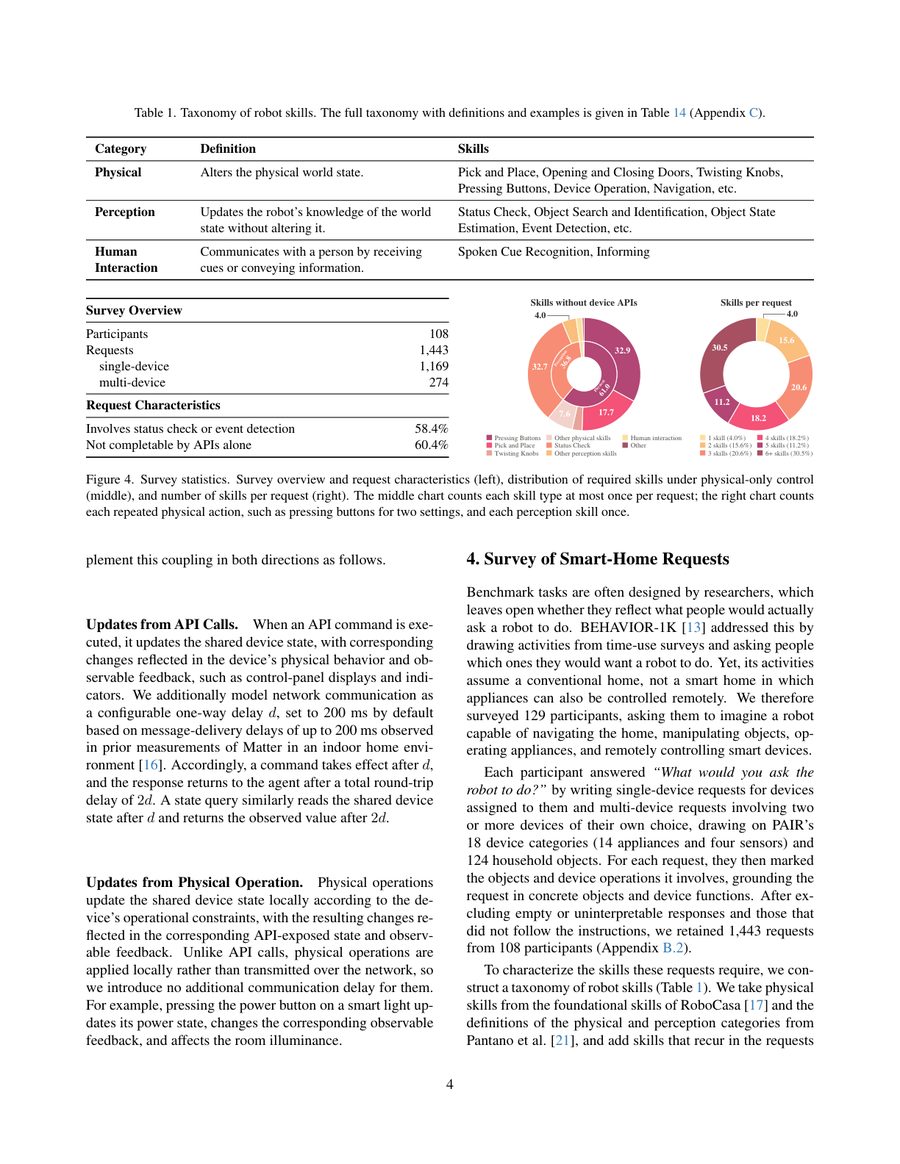 Table 1. Taxonomy of robot skills. The full taxonomy with definitions and examples is given in Table 14 (Appendix C).
Category Definition Skills
Physical Alters the physical world state. Pick and Place, Opening and Closing Doors, Twisting Knobs,
Pressing Buttons, Device Operation, Navigation, etc.
Perception Updates the robot's knowledge of the world Status Check, Object Search and Identification, Object State
state without altering it. Estimation, Event Detection, etc.
Human Communicates with a person by receiving Spoken Cue Recognition, Informing
Interaction cues or conveying information.
Survey Overview
Participants 108
Requests 1,443
single-device 1,169
multi-device 274
Request Characteristics
Involves status check or event detection 58.4%
Not completable by APIs alone 60.4%
Skills without device APIs
4.0
32.9
32.7
36.8
61.0
7.6
17.7
Pressing Buttons Other physical skills Human interaction
Pick and Place Status Check Other
Twisting Knobs Other perception skills
Skills per request
4.0
15.6
30.5
20.6
11.2
18.2
1 skill (4.0%) 4 skills (18.2%)
2 skills (15.6%) 5 skills (11.2%)
3 skills (20.6%) 6+ skills (30.5%)
Figure 4. Survey statistics. Survey overview and request characteristics (left), distribution of required skills under physical-only control
(middle), and number of skills per request (right). The middle chart counts each skill type at most once per request; the right chart counts
each repeated physical action, such as pressing buttons for two settings, and each perception skill once.
plement this coupling in both directions as follows.
Updates from API Calls. When an API command is exe-
cuted, it updates the shared device state, with corresponding
changes reflected in the device's physical behavior and ob-
servable feedback, such as control-panel displays and indi-
cators. We additionally model network communication as
a configurable one-way delay d, set to 200 ms by default
based on message-delivery delays of up to 200 ms observed
in prior measurements of Matter in an indoor home envi-
ronment [16]. Accordingly, a command takes effect after d,
and the response returns to the agent after a total round-trip
delay of 2d. A state query similarly reads the shared device
state after d and returns the observed value after 2d.
Updates from Physical Operation. Physical operations
update the shared device state locally according to the de-
vice's operational constraints, with the resulting changes re-
flected in the corresponding API-exposed state and observ-
able feedback. Unlike API calls, physical operations are
applied locally rather than transmitted over the network, so
we introduce no additional communication delay for them.
For example, pressing the power button on a smart light up-
dates its power state, changes the corresponding observable
feedback, and affects the room illuminance.
4. Survey of Smart-Home Requests
Benchmark tasks are often designed by researchers, which
leaves open whether they reflect what people would actually
ask a robot to do. BEHAVIOR-1K [13] addressed this by
drawing activities from time-use surveys and asking people
which ones they would want a robot to do. Yet, its activities
assume a conventional home, not a smart home in which
appliances can also be controlled remotely. We therefore
surveyed 129 participants, asking them to imagine a robot
capable of navigating the home, manipulating objects, op-
erating appliances, and remotely controlling smart devices.
Each participant answered “What would you ask the
robot to do?” by writing single-device requests for devices
assigned to them and multi-device requests involving two
or more devices of their own choice, drawing on PAIR's
18 device categories (14 appliances and four sensors) and
124 household objects. For each request, they then marked
the objects and device operations it involves, grounding the
request in concrete objects and device functions. After ex-
cluding empty or uninterpretable responses and those that
did not follow the instructions, we retained 1,443 requests
from 108 participants (Appendix B.2).
To characterize the skills these requests require, we con-
struct a taxonomy of robot skills (Table 1). We take physical
skills from the foundational skills of RoboCasa [17] and the
definitions of the physical and perception categories from
Pantano et al. [21], and add skills that recur in the requests
4